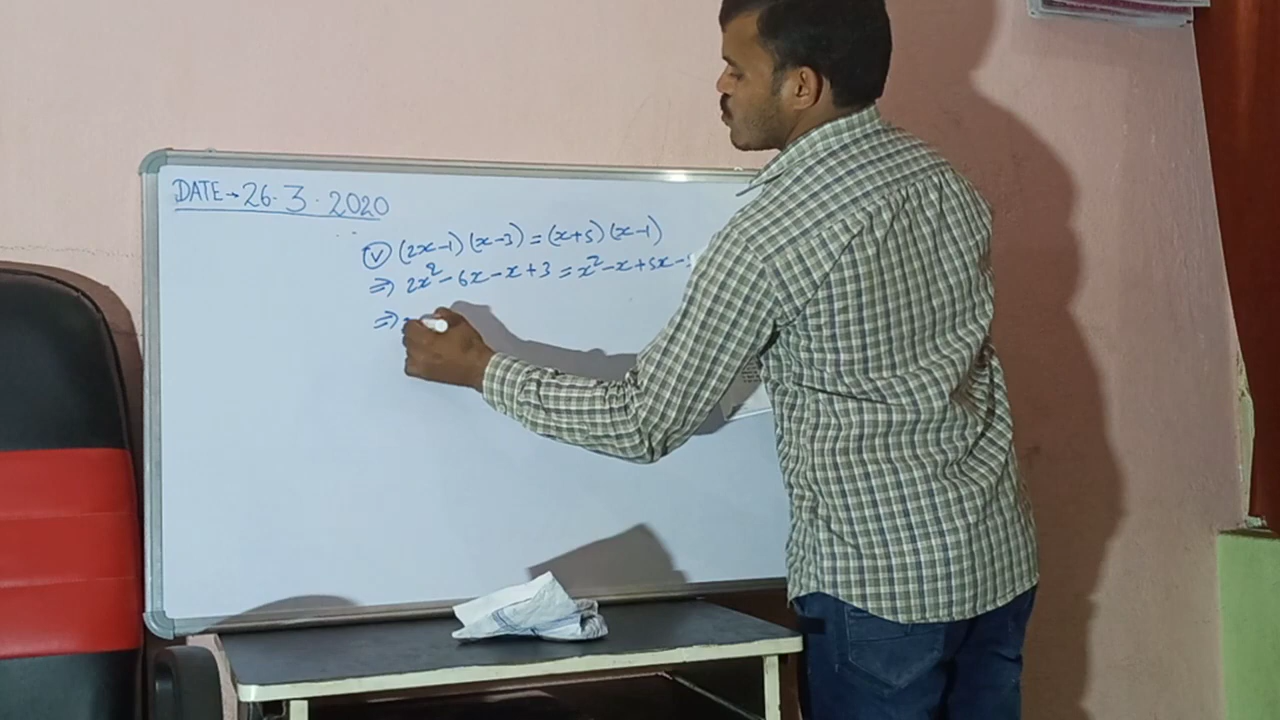 DATE → 26.3.2020
(v) (2x-1)(x-3) = (x+5)(x-1)
⇒ 2x²-6x-x+3 = x²-x+5x-
⇒